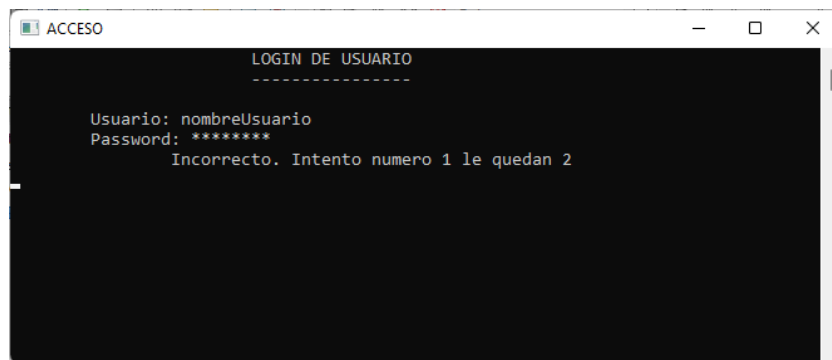 ACCESO
LOGIN DE USUARIO
----------------
Usuario: nombreUsuario
Password: ********
Incorrecto. Intento numero 1 le quedan 2